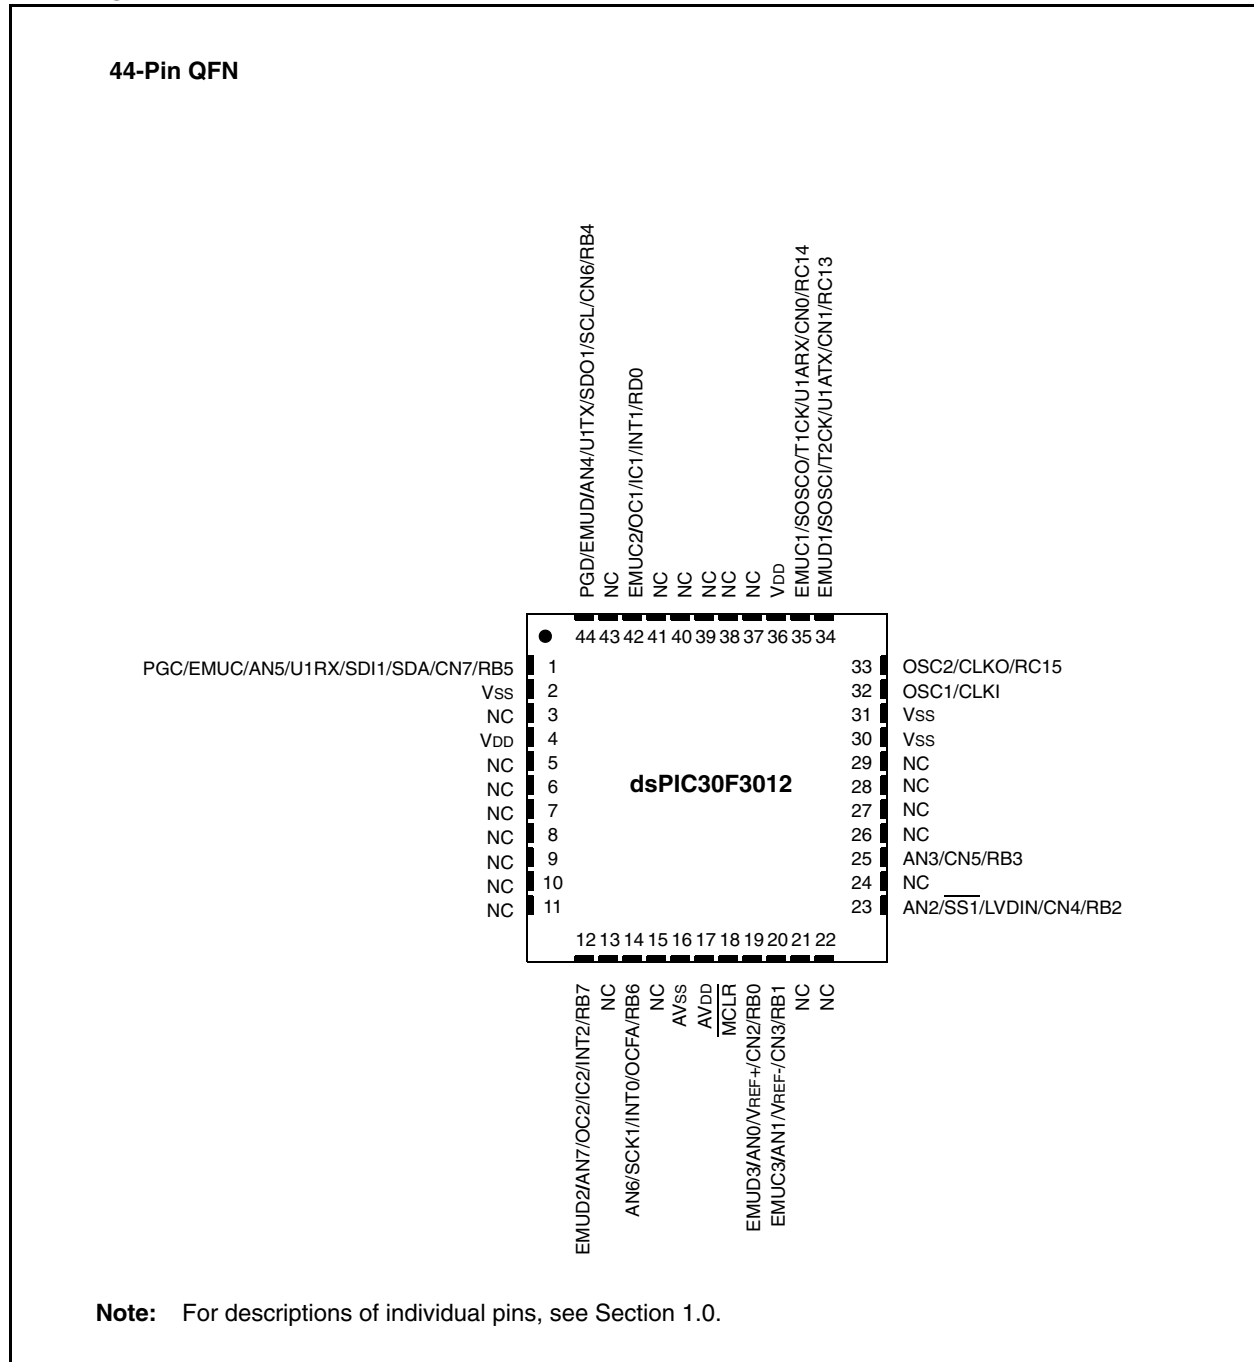 44-Pin QFN
PGD/EMUD/AN4/U1TX/SDO1/SCL/CN6/RB4
NC
EMUC2/OC1/IC1/INT1/RD0
NC
NC
NC
NC
NC
VDD
EMUC1/SOSCO/T1CK/U1ARX/CN0/RC14
EMUD1/SOSCI/T2CK/U1ATX/CN1/RC13
44 43 42 41 40 39 38 37 36 35 34
PGC/EMUC/AN5/U1RX/SDI1/SDA/CN7/RB5 1
VSS 2
NC 3
VDD 4
NC 5
NC 6
NC 7
NC 8
NC 9
NC 10
NC 11
dsPIC30F3012
33 OSC2/CLKO/RC15
32 OSC1/CLKI
31 VSS
30 VSS
29 NC
28 NC
27 NC
26 NC
25 AN3/CN5/RB3
24 NC
23 AN2/SS1/LVDIN/CN4/RB2
12 13 14 15 16 17 18 19 20 21 22
EMUD2/AN7/OC2/IC2/INT2/RB7
NC
AN6/SCK1/INT0/OCFA/RB6
NC
AVSS
AVDD
MCLR
EMUD3/AN0/VREF+/CN2/RB0
EMUC3/AN1/VREF-/CN3/RB1
NC
NC
Note: For descriptions of individual pins, see Section 1.0.